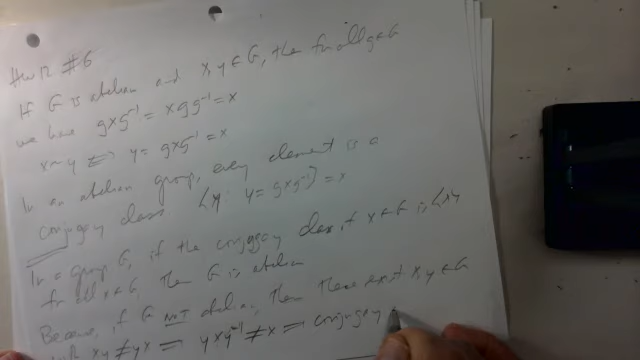 HW 12 #6
If G is abelian and x, y ∈ G, then for all g ∈ G
we have gxg⁻¹ = xgg⁻¹ = x
x~y ⇒ y = gxg⁻¹ = x
In an abelian group, every element is a
conjugacy class {y: y = gxg⁻¹} = x
In a group G, if the conjugacy class of x ∈ G is {x}
for all x ∈ G, then G is abelian
Because, if G NOT abelian, then there exist x, y ∈ G
with xy ≠ yx ⇒ yxy⁻¹ ≠ x ⇒ conjugacy